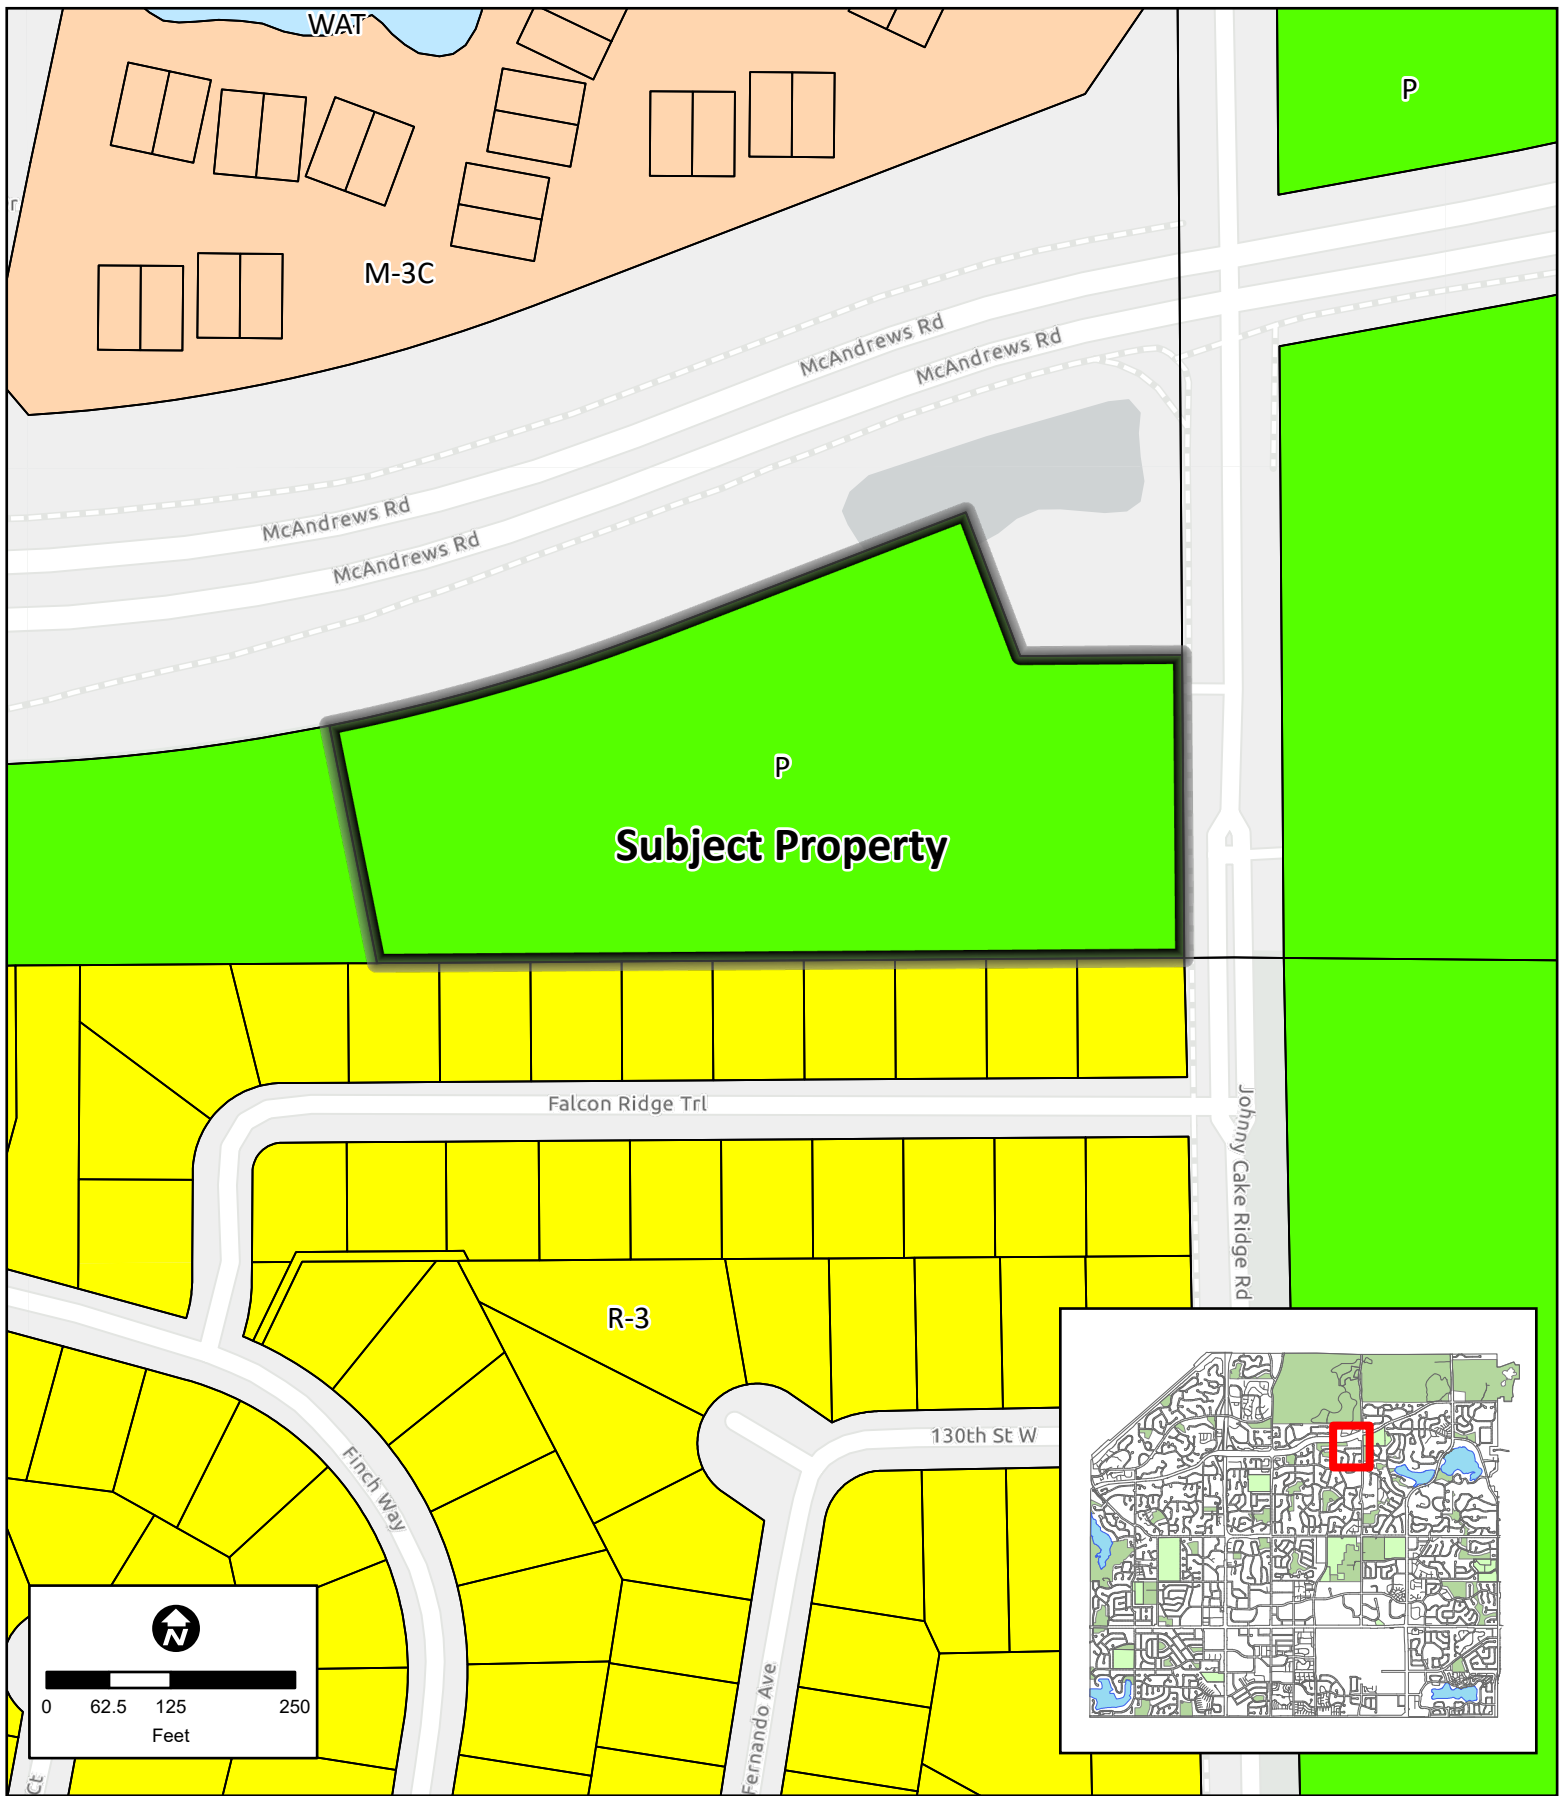 WAT
P
r
M-3C
McAndrews Rd
McAndrews Rd
McAndrews Rd
McAndrews Rd
P
Subject Property
Falcon Ridge Trl
Johnny Cake Ridge Rd
R-3
130th St W
Finch Way
Fernando Ave
Ct
N
0 62.5 125 250
Feet